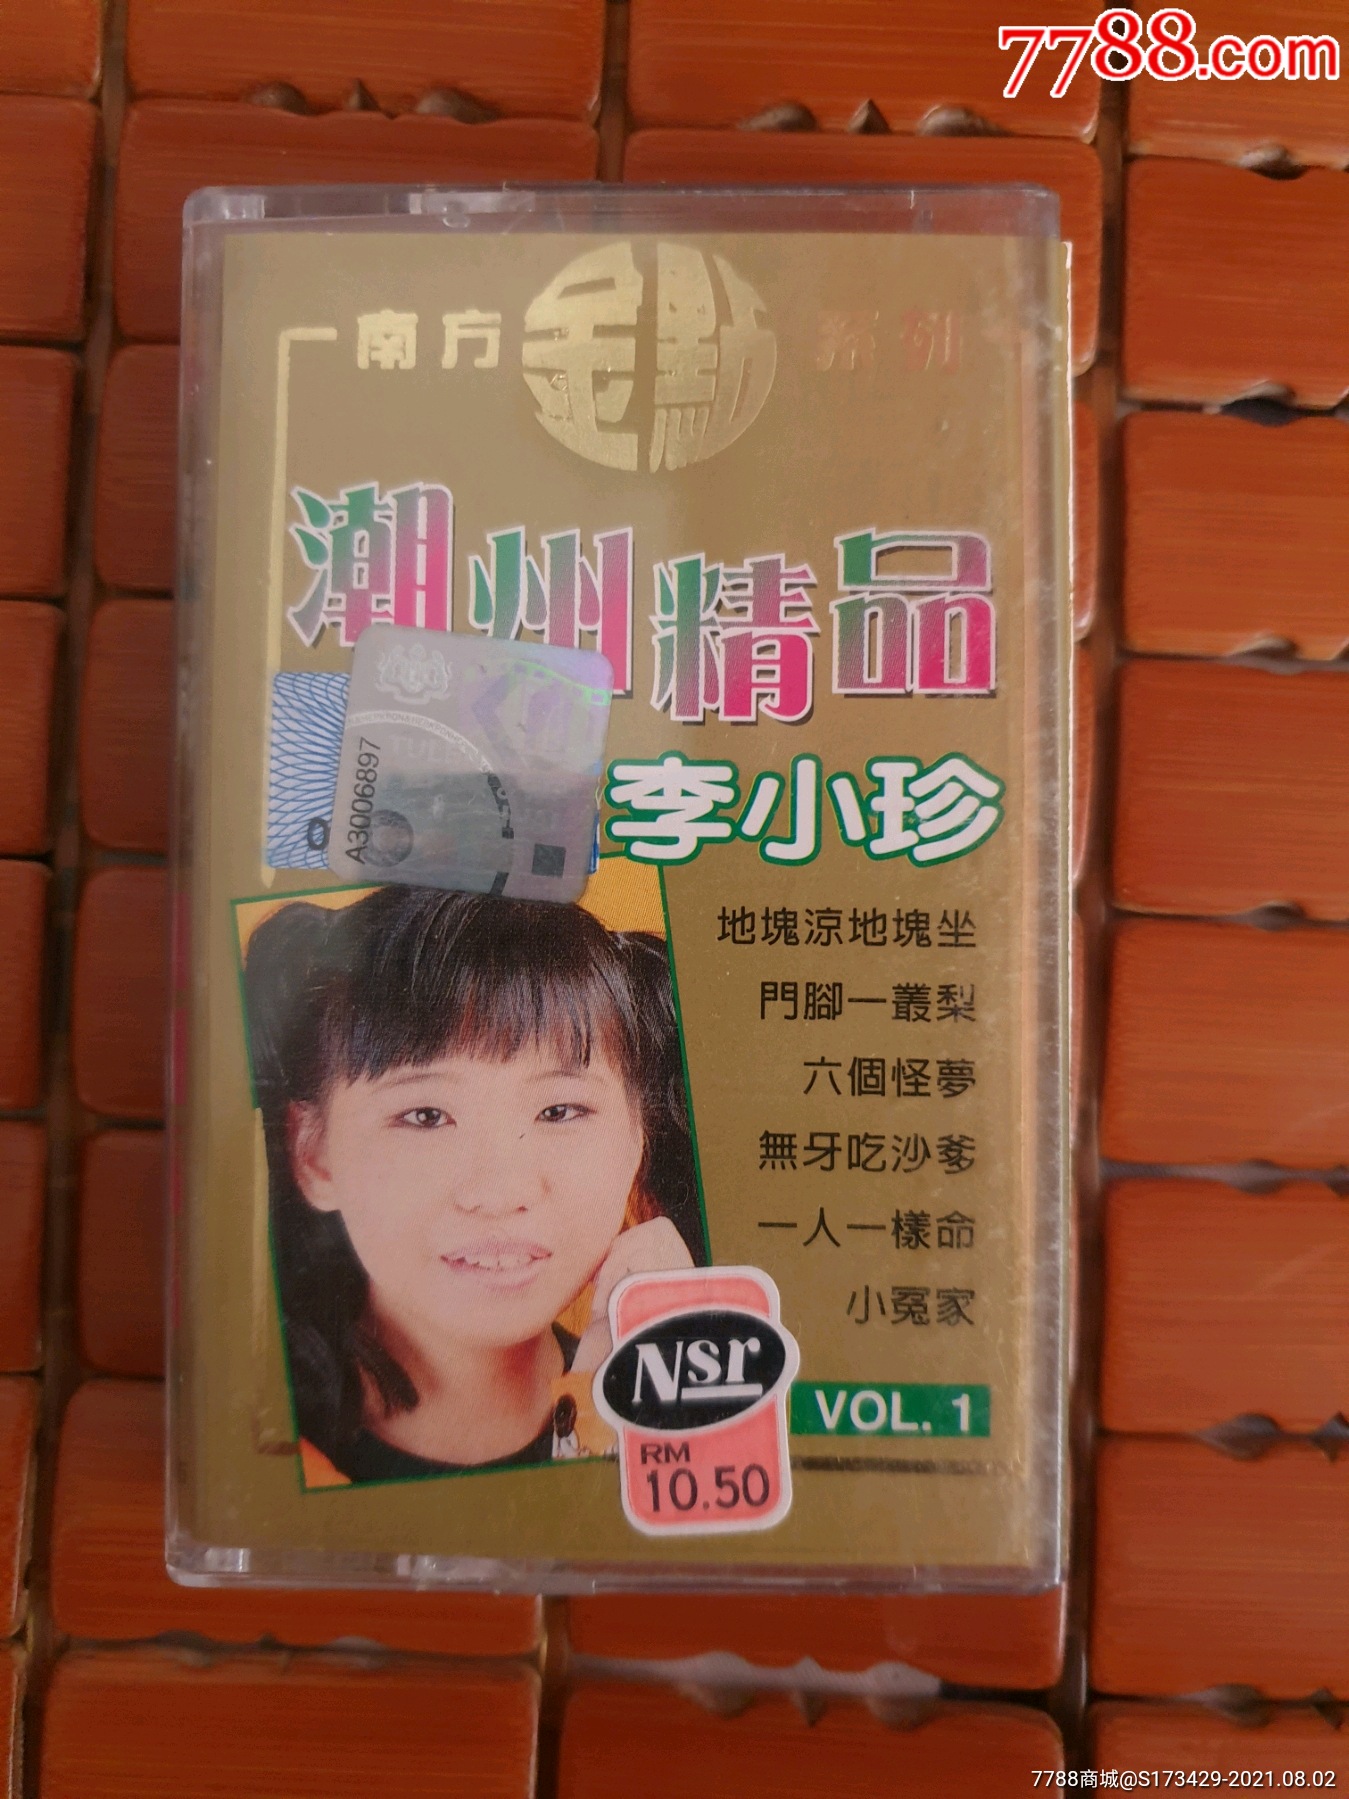 7788.com
南方金點系列
潮州精品
A3006897
李小珍
地塊涼地塊坐
門腳一叢梨
六個怪夢
無牙吃沙爹
一人一樣命
小冤家
Nsr
VOL. 1
RM
10.50
7788商城@S173429-2021.08.02